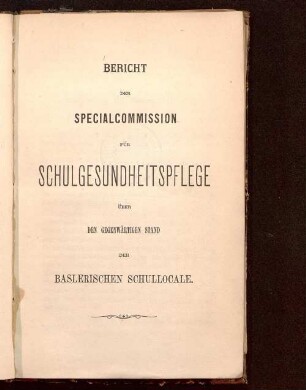 BERICHT
DER
SPECIALCOMMISSION
FÜR
SCHULGESUNDHEITSPFLEGE
ÜBER
DEN GEGENWÄRTIGEN STAND
DER
BASLERISCHEN SCHULLOCALE.